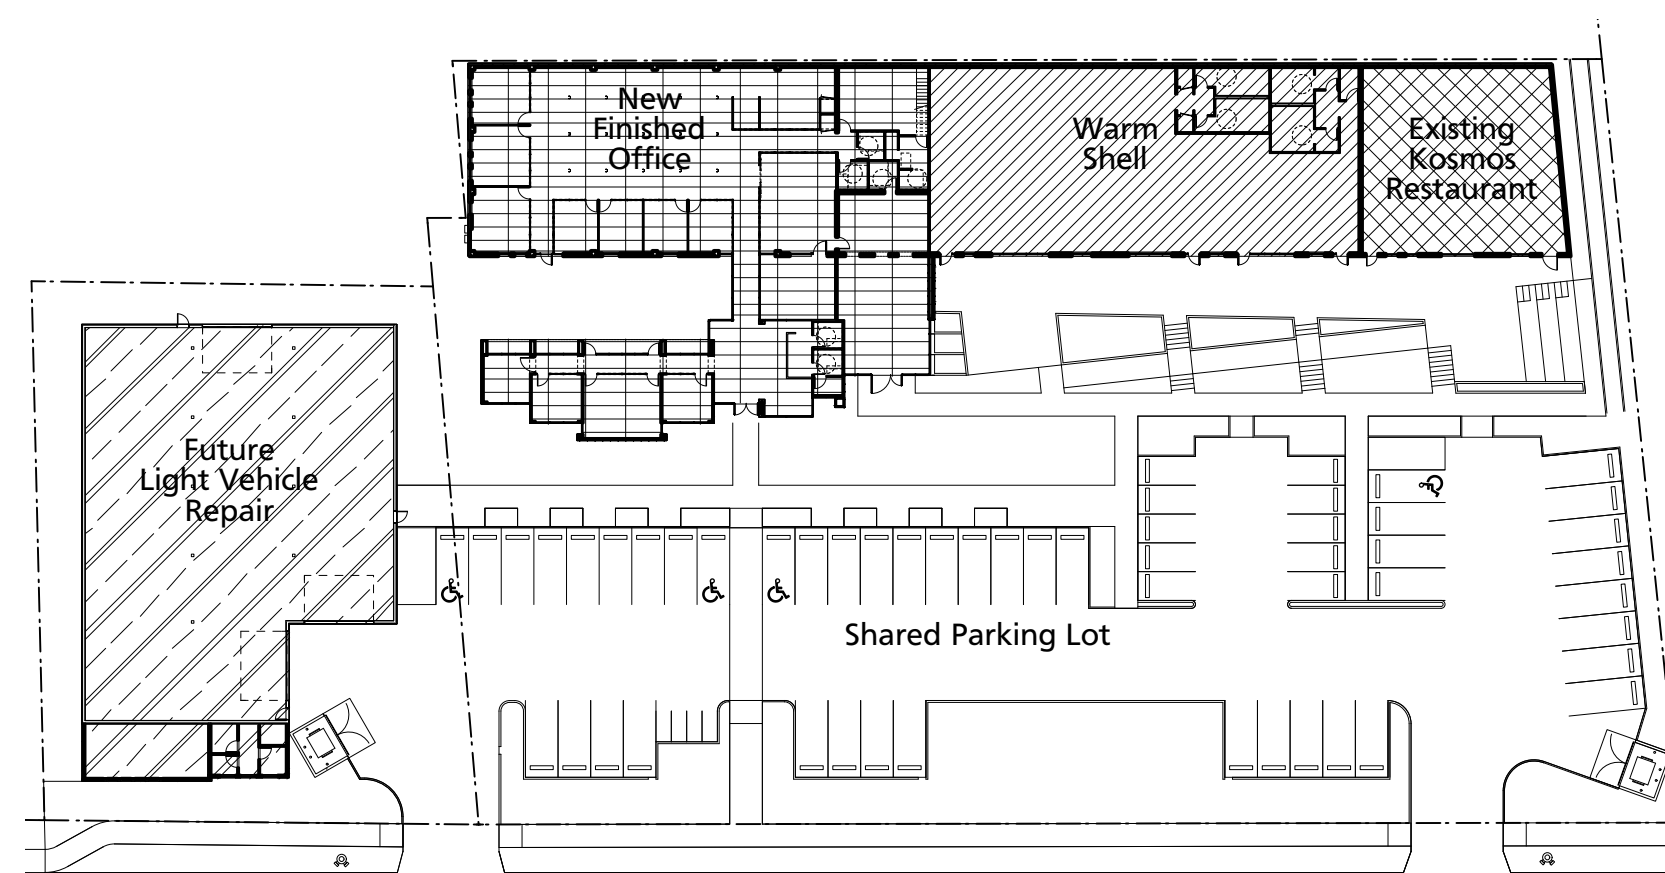 New
Finished
Office
Warm
Shell
Existing
Kosmos
Restaurant
Future
Light Vehicle
Repair
Shared Parking Lot